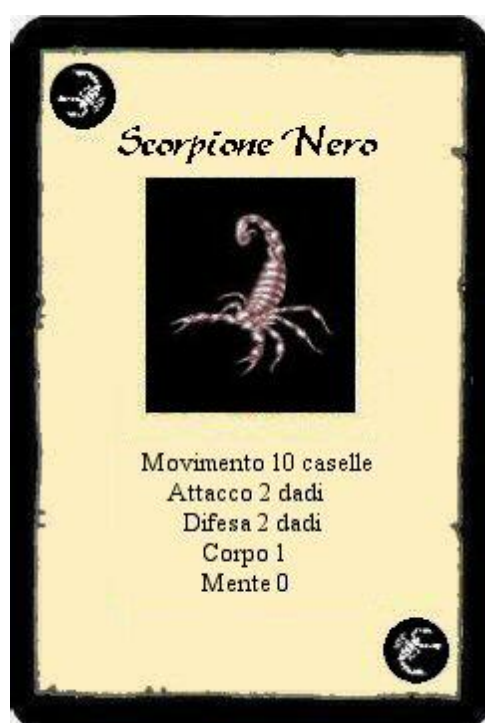 Scorpione Nero
Movimento 10 caselle
Attacco 2 dadi
Difesa 2 dadi
Corpo 1
Mente 0